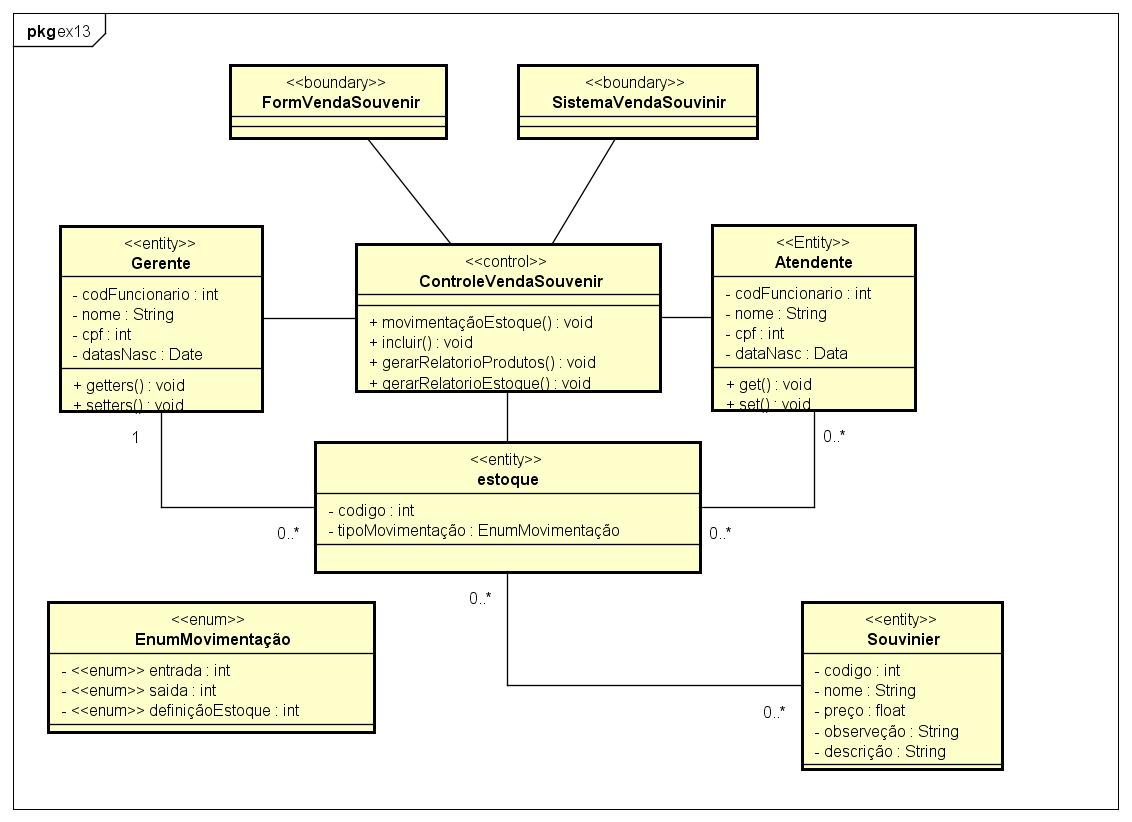 pkg ex13
<<boundary>>
FormVendaSouvenir
<<boundary>>
SistemaVendaSouvinir
<<entity>>
Gerente
- codFuncionario : int
- nome : String
- cpf : int
- datasNasc : Date
+ getters() : void
+ setters() : void
<<control>>
ControleVendaSouvenir
+ movimentaçãoEstoque() : void
+ incluir() : void
+ gerarRelatorioProdutos() : void
+ gerarRelatorioEstoque() : void
<<Entity>>
Atendente
- codFuncionario : int
- nome : String
- cpf : int
- dataNasc : Data
+ get() : void
+ set() : void
1
0..*
<<entity>>
estoque
- codigo : int
- tipoMovimentação : EnumMovimentação
0..*
0..*
0..*
<<enum>>
EnumMovimentação
- <<enum>> entrada : int
- <<enum>> saida : int
- <<enum>> definiçãoEstoque : int
<<entity>>
Souvinier
- codigo : int
- nome : String
- preço : float
- observeção : String
- descrição : String
0..*